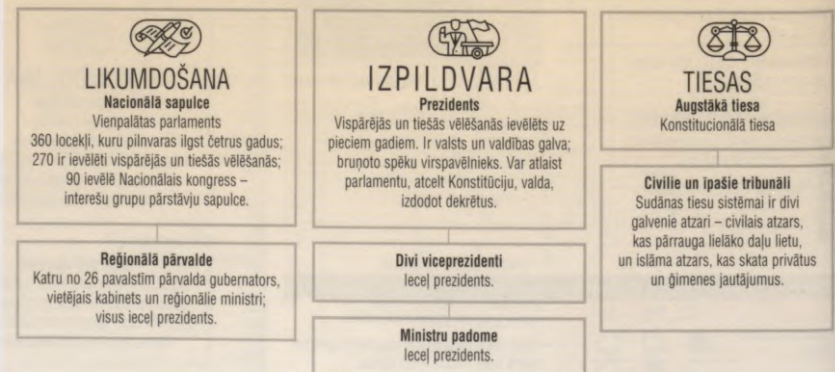 LIKUMDOŠANA
Nacionālā sapulce
Vienpalātas parlaments
360 locekļi, kuru pilnvaras ilgst četrus gadus;
270 ir ievēlēti vispārējās un tiešās vēlēšanās;
90 ievēlē Nacionālais kongress –
interešu grupu pārstāvju sapulce.
Reģionālā pārvalde
Katru no 26 pavalstīm pārvalda gubernators,
vietējais kabinets un reģionālie ministri;
visus ieceļ prezidents.
IZPILDVARA
Prezidents
Vispārējās un tiešās vēlēšanās ievēlēts uz
pieciem gadiem. Ir valsts un valdības galva;
bruņoto spēku virspavēlnieks. Var atlaist
parlamentu, atcelt Konstitūciju, valda,
izdodot dekrētus.
Divi viceprezidenti
Ieceļ prezidents.
Ministru padome
Ieceļ prezidents.
TIESAS
Augstākā tiesa
Konstitucionālā tiesa
Civilie un īpašie tribunāli
Sudānas tiesu sistēmai ir divi
galvenie atzari – civilais atzars,
kas pārrauga lielāko daļu lietu,
un islāma atzars, kas skata privātus
un ģimenes jautājumus.